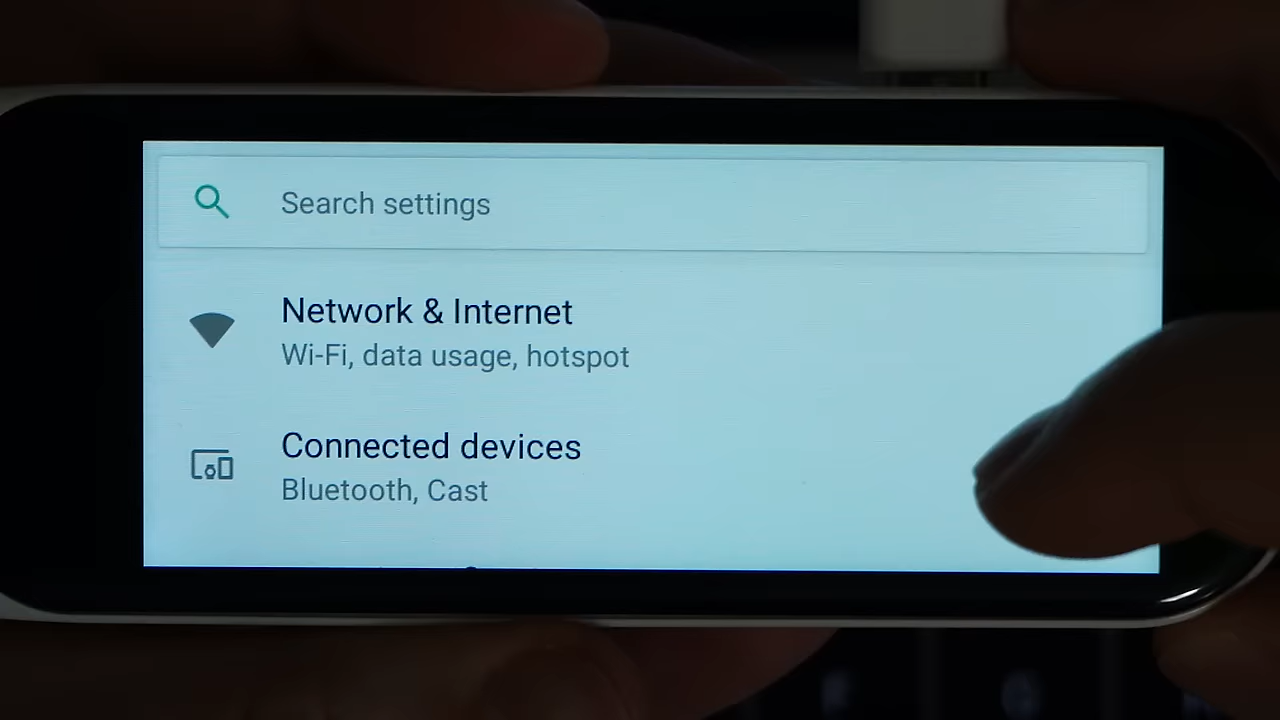 Search settings
Network & Internet
Wi-Fi, data usage, hotspot
Connected devices
Bluetooth, Cast